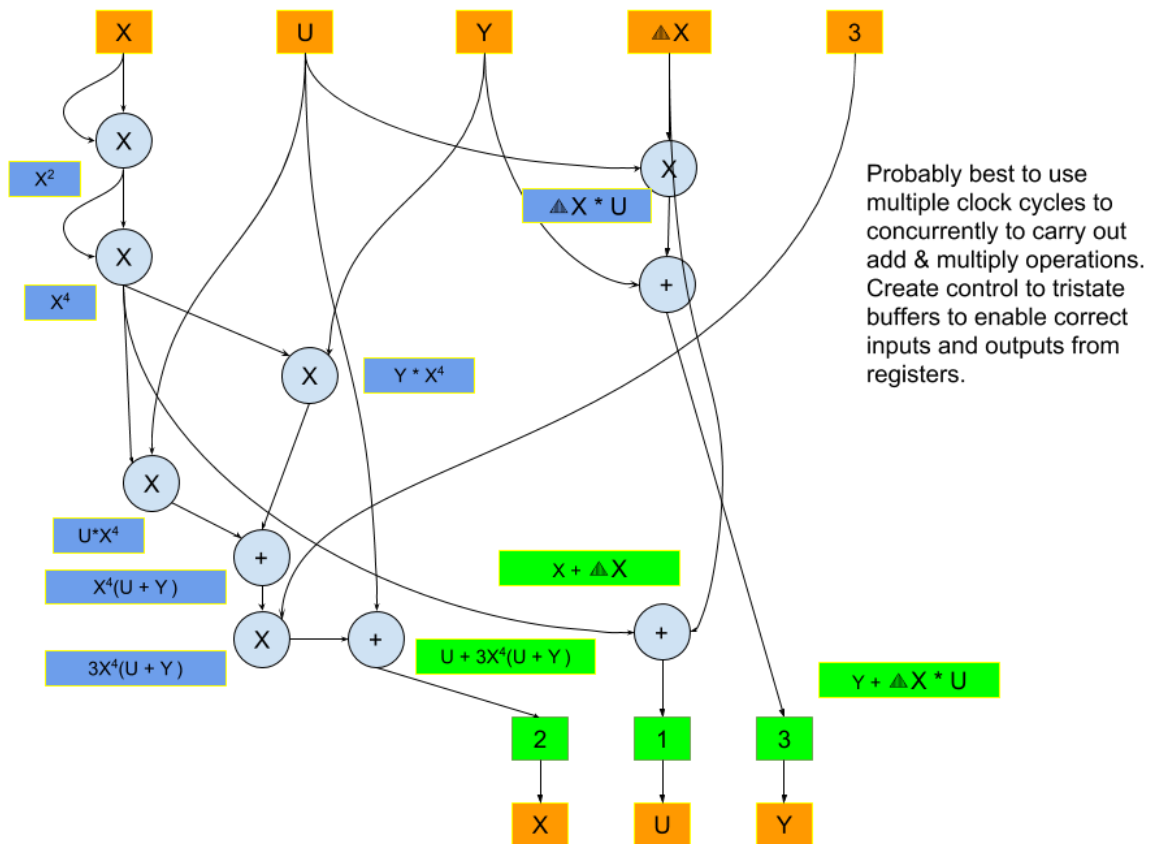 X U Y ◭X 3
X
X
X²
◭X * U
Probably best to use
multiple clock cycles to
concurrently to carry out
add & multiply operations.
Create control to tristate
buffers to enable correct
inputs and outputs from
registers.
X
X⁴
+
X
Y * X⁴
X
U*X⁴
+
X⁴(U + Y )
X + ◭X
X
+
+
3X⁴(U + Y )
U + 3X⁴(U + Y )
Y + ◭X * U
2 1 3
X U Y